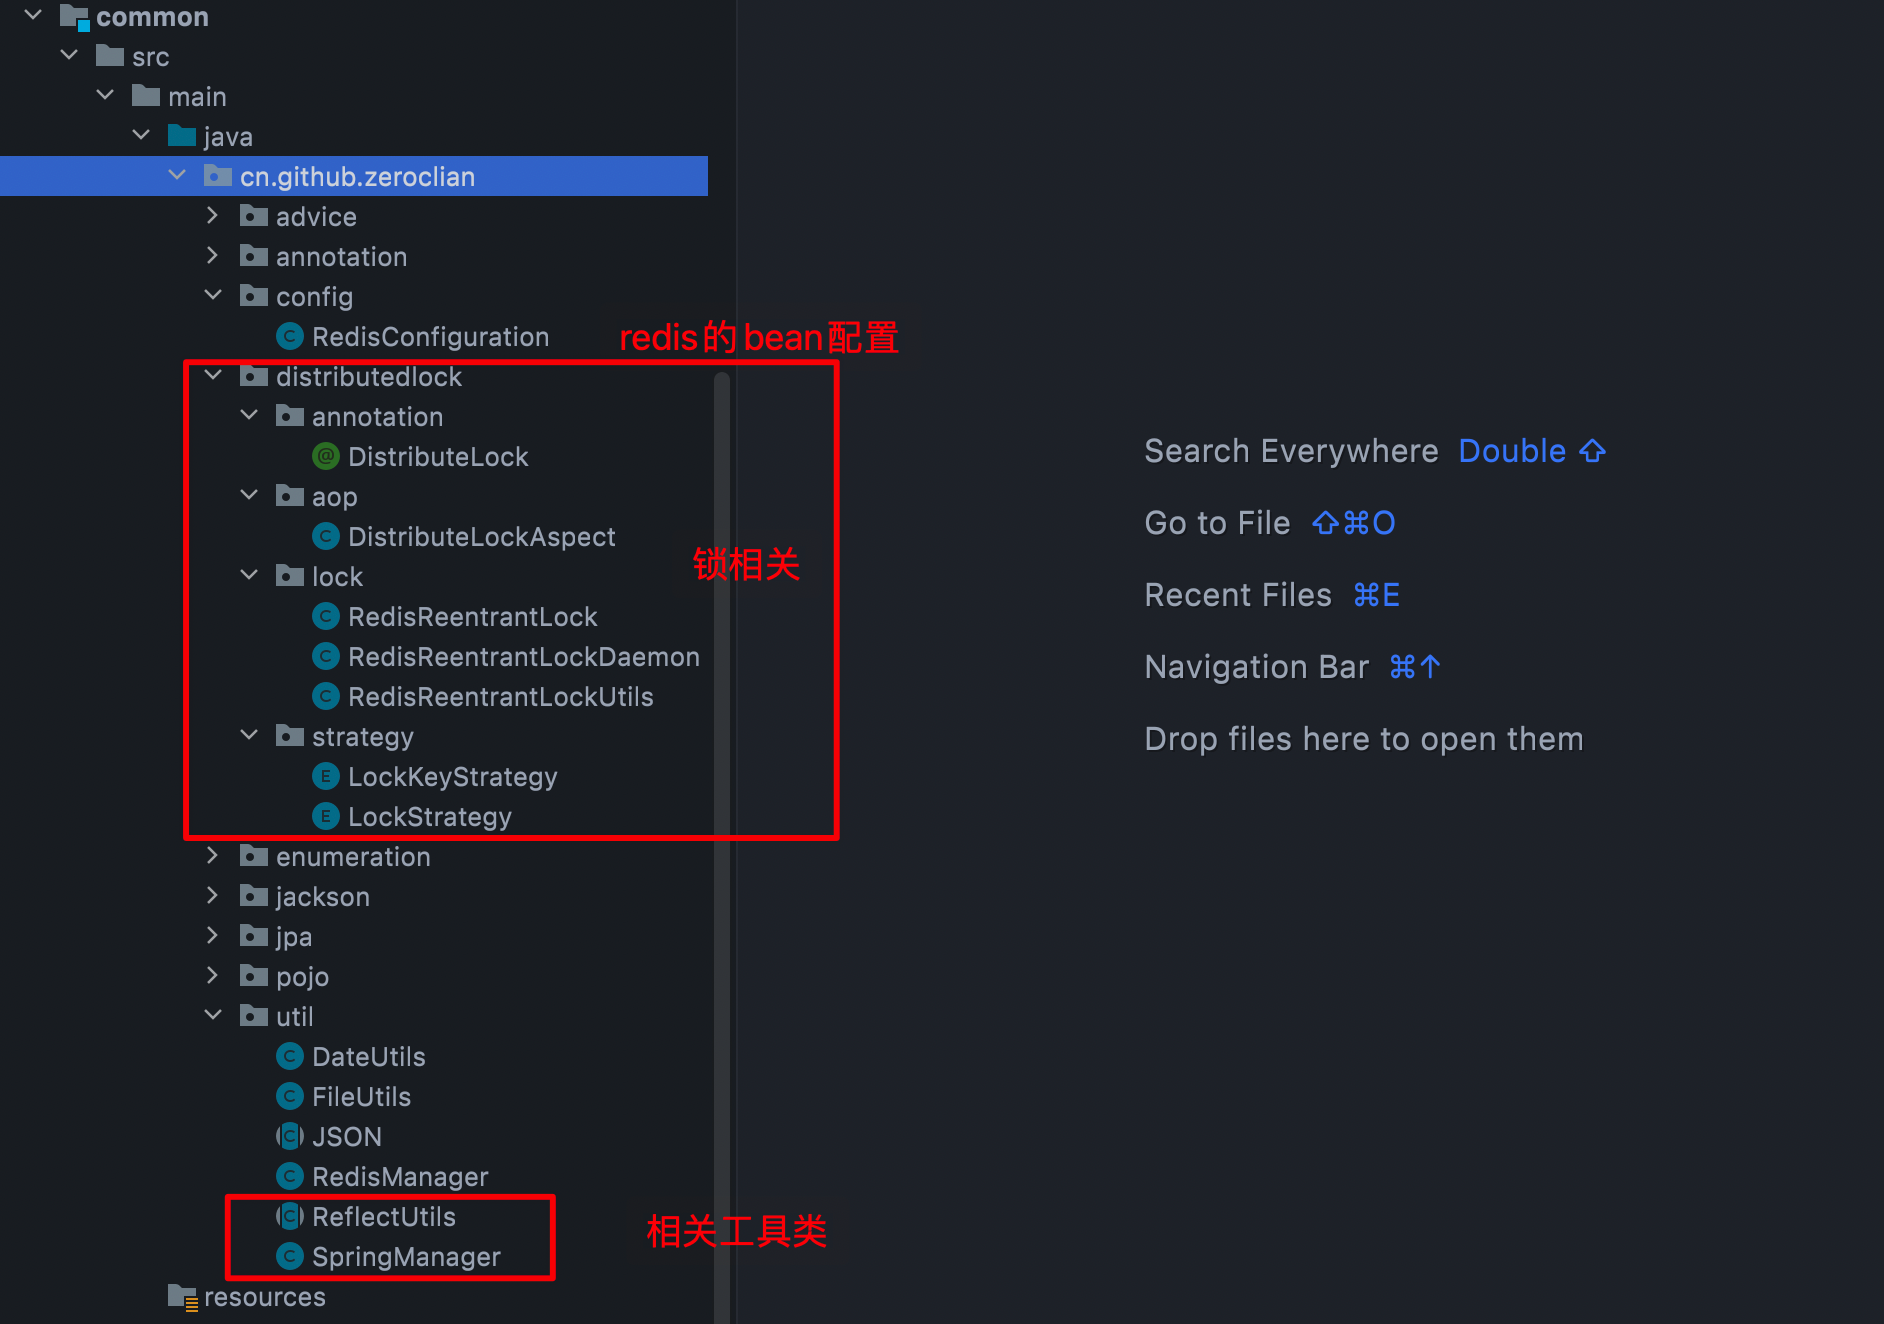 common
src
main
java
cn.github.zeroclian
advice
annotation
config
RedisConfiguration
redis的bean配置
distributedlock
annotation
DistributeLock
aop
DistributeLockAspect
锁相关
lock
RedisReentrantLock
RedisReentrantLockDaemon
RedisReentrantLockUtils
strategy
LockKeyStrategy
LockStrategy
enumeration
jackson
jpa
pojo
util
DateUtils
FileUtils
JSON
RedisManager
ReflectUtils
相关工具类
SpringManager
resources
Search Everywhere Double ⇧
Go to File ⇧⌘O
Recent Files ⌘E
Navigation Bar ⌘↑
Drop files here to open them